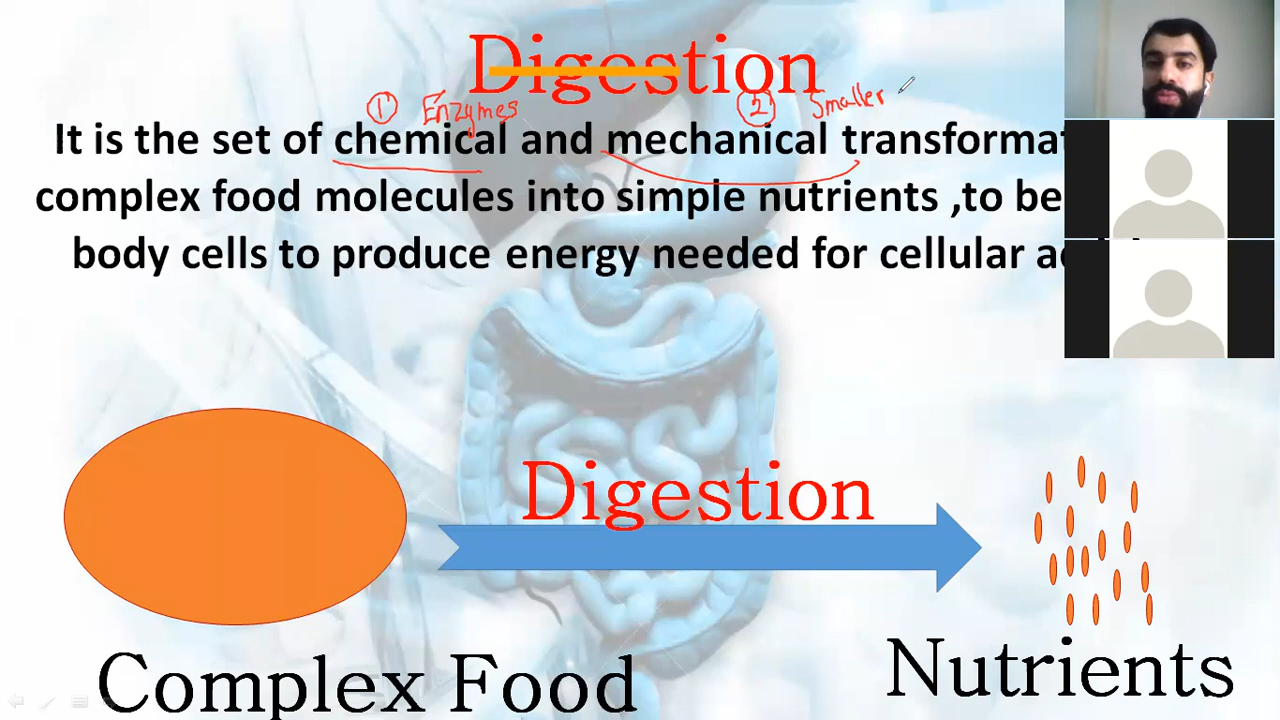 Digestion
① Enzymes ② Smaller
It is the set of chemical and mechanical transformat
complex food molecules into simple nutrients ,to be
body cells to produce energy needed for cellular
Digestion
Complex Food
Nutrients